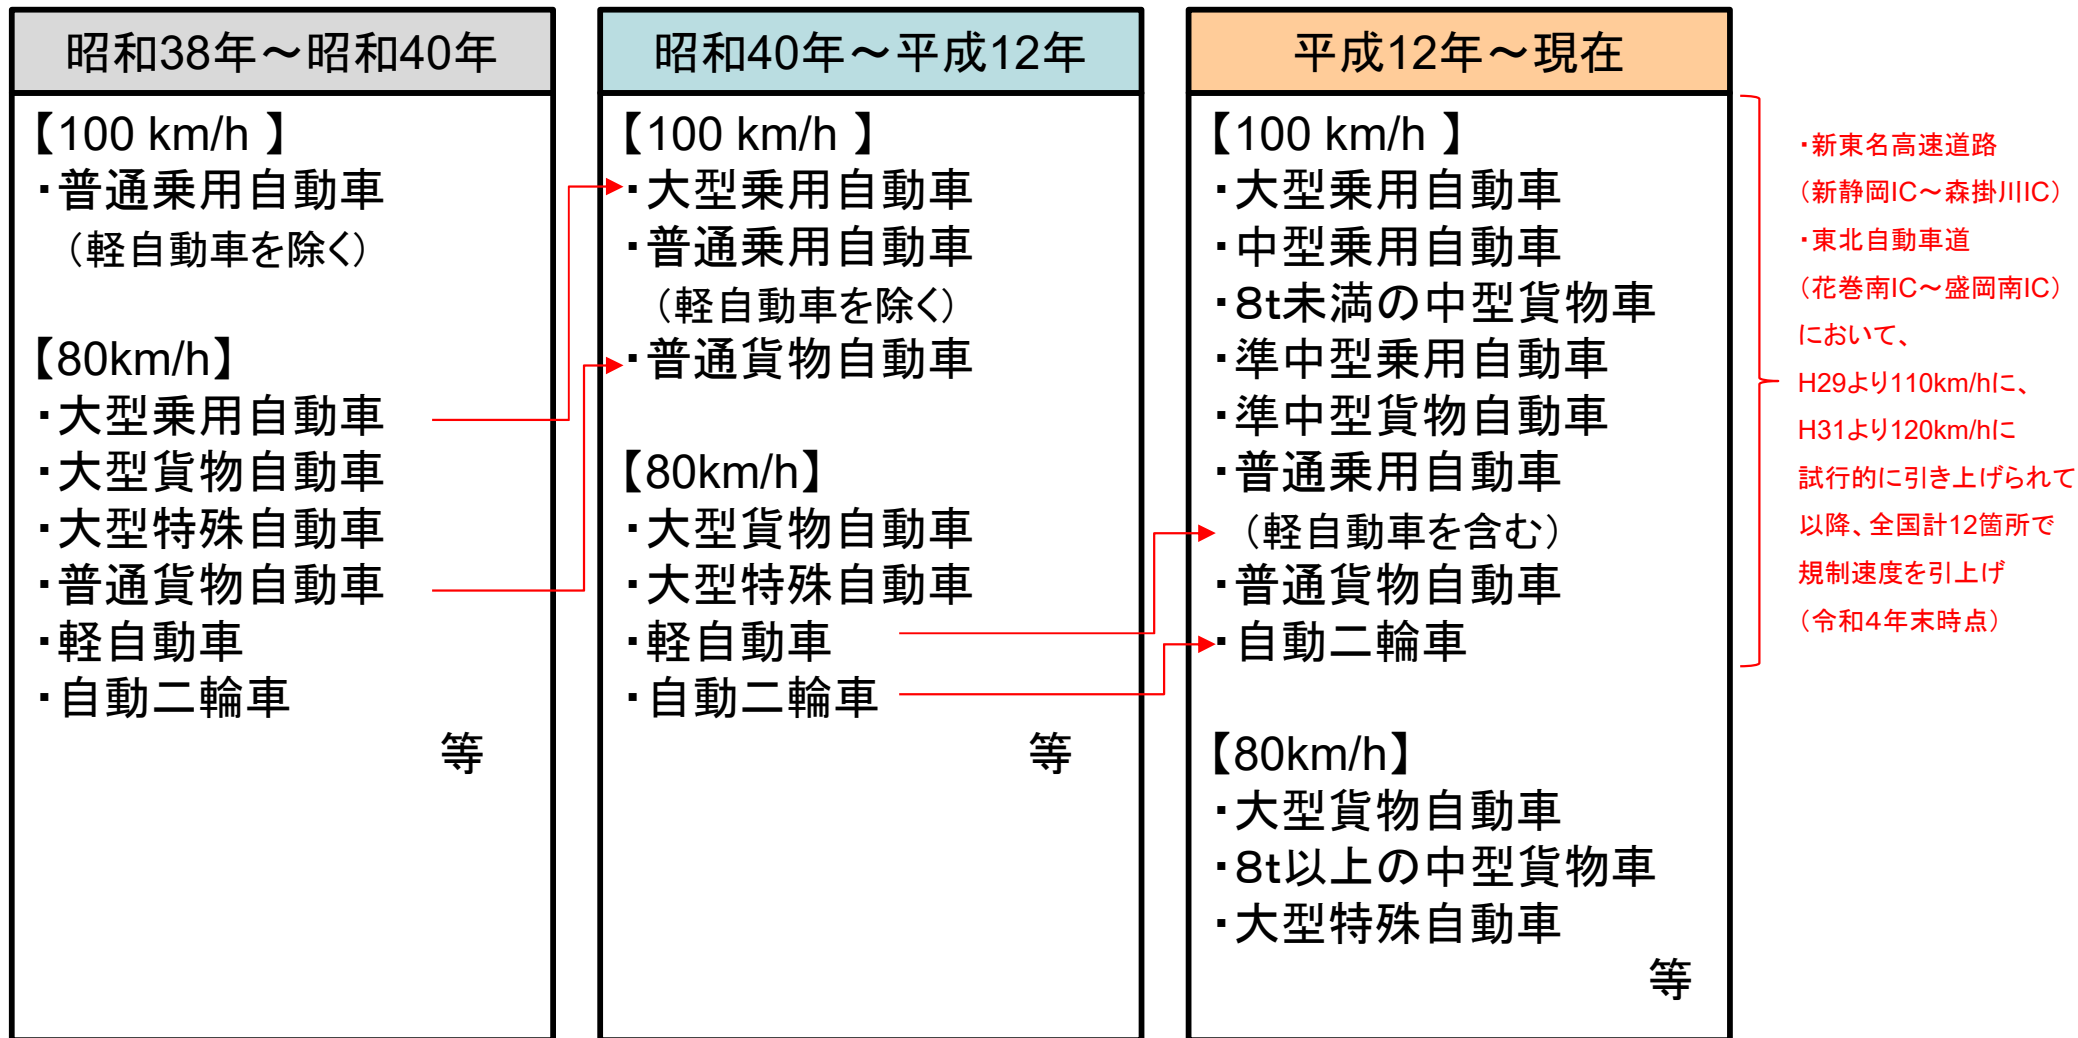 昭和38年～昭和40年
【100 km/h 】
・普通乗用自動車
（軽自動車を除く）
【80km/h】
・大型乗用自動車
・大型貨物自動車
・大型特殊自動車
・普通貨物自動車
・軽自動車
・自動二輪車
等
昭和40年～平成12年
【100 km/h 】
・大型乗用自動車
・普通乗用自動車
（軽自動車を除く）
・普通貨物自動車
【80km/h】
・大型貨物自動車
・大型特殊自動車
・軽自動車
・自動二輪車
等
平成12年～現在
【100 km/h 】
・大型乗用自動車
・中型乗用自動車
・8t未満の中型貨物車
・準中型乗用自動車
・準中型貨物自動車
・普通乗用自動車
（軽自動車を含む）
・普通貨物自動車
・自動二輪車
【80km/h】
・大型貨物自動車
・8t以上の中型貨物車
・大型特殊自動車
等
・新東名高速道路
（新静岡IC～森掛川IC）
・東北自動車道
（花巻南IC～盛岡南IC）
において、
H29より110km/hに、
H31より120km/hに
試行的に引き上げられて
以降、全国計12箇所で
規制速度を引上げ
（令和４年末時点）